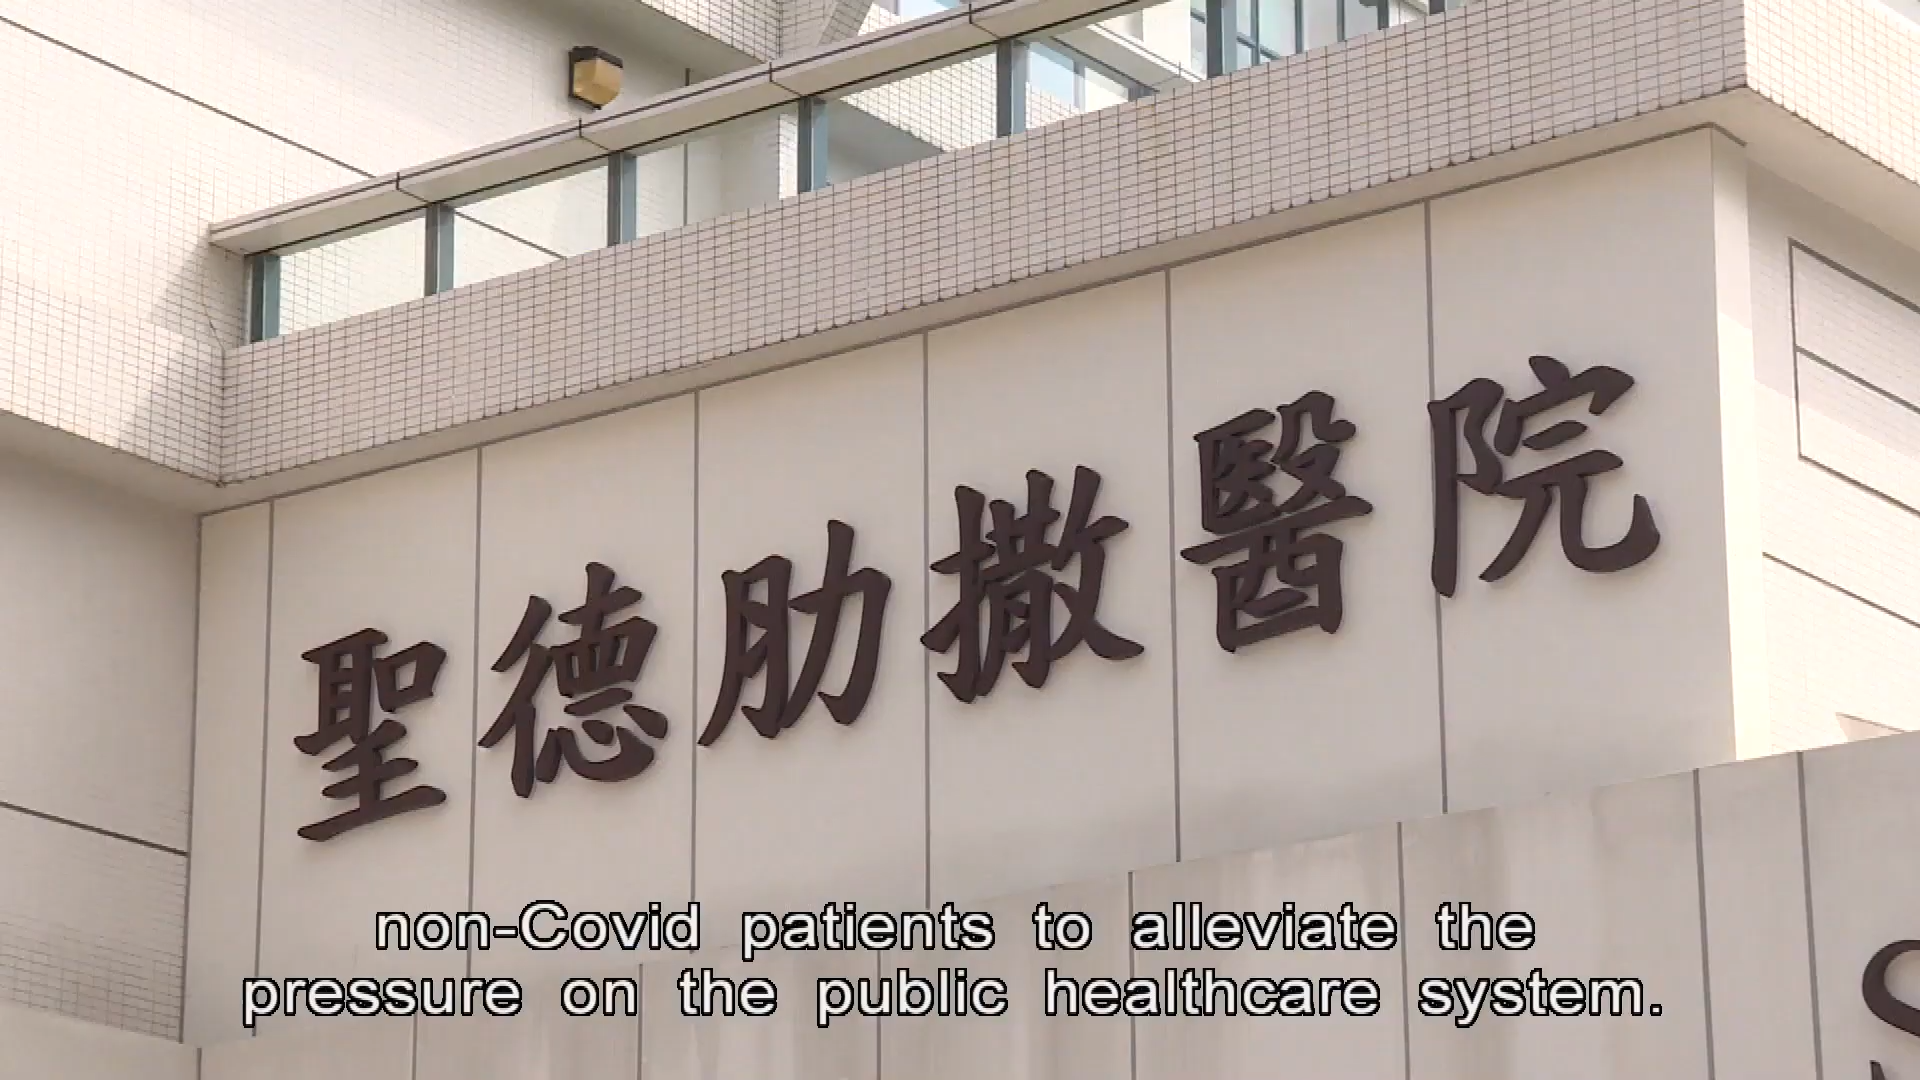 聖德肋撒醫院
non-Covid patients to alleviate the
pressure on the public healthcare system.